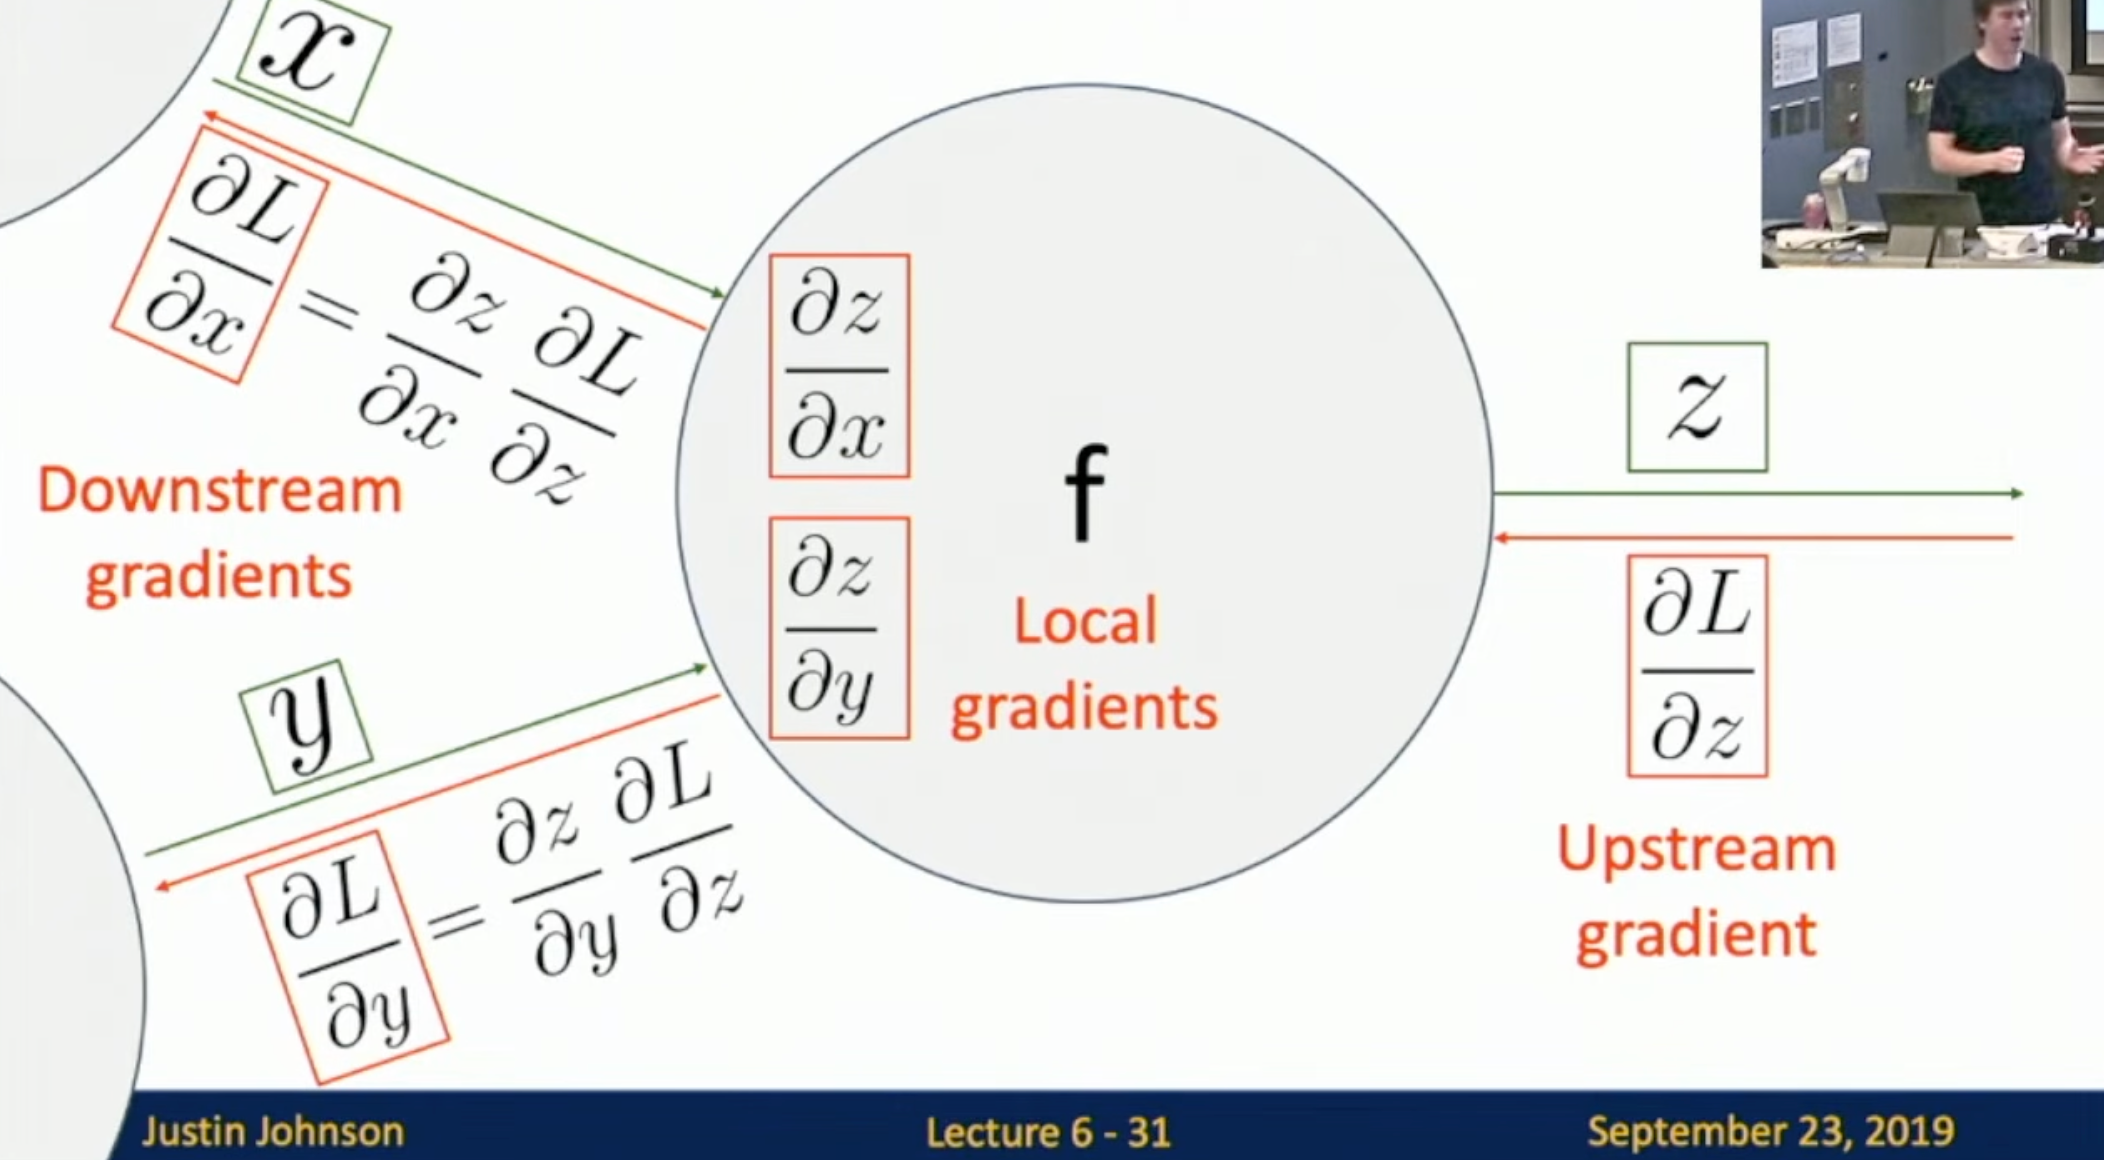 x
∂L/∂x = ∂z/∂x ∂L/∂z
Downstream
gradients
y
∂L/∂y = ∂z/∂y ∂L/∂z
∂z/∂x
∂z/∂y
f
Local
gradients
z
∂L/∂z
Upstream
gradient
Justin Johnson
Lecture 6 - 31
September 23, 2019